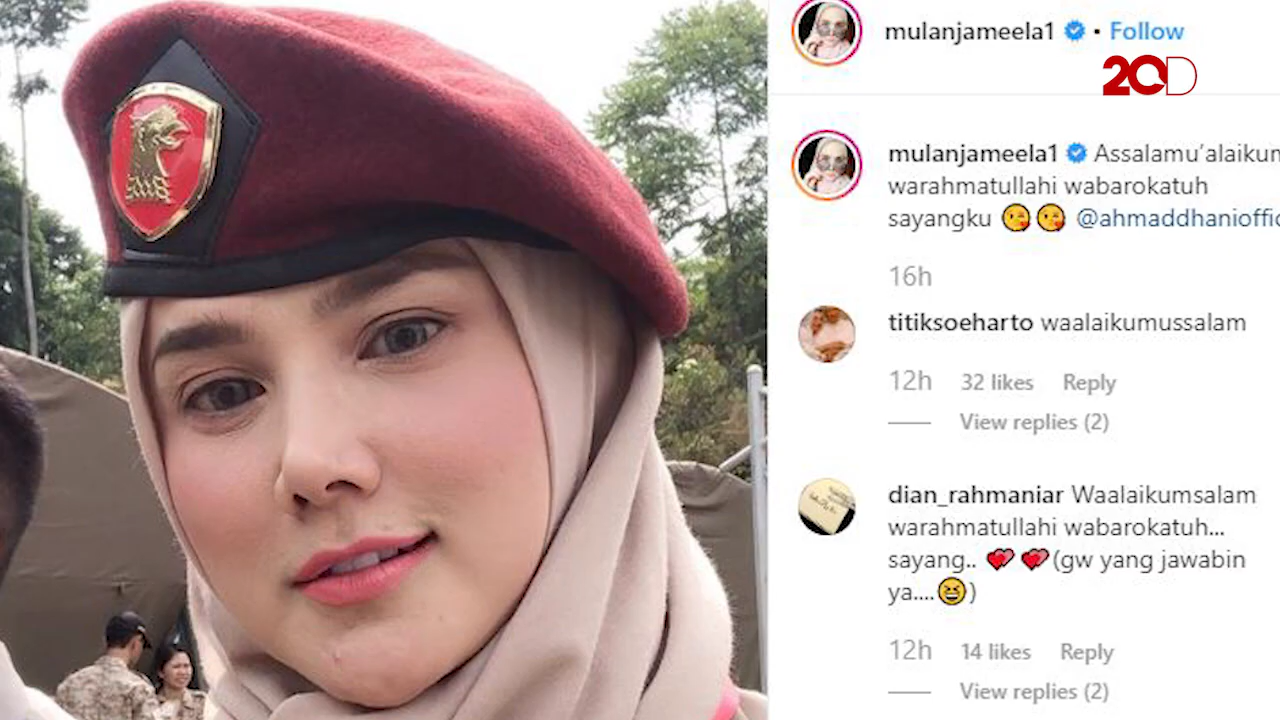 mulanjameela1 • Follow
20D
mulanjameela1 Assalamu'alaikum
warahmatullahi wabarokatuh
sayangku 😘😘 @ahmaddhanioffic
16h
titiksoeharto waalaikumussalam
12h 32 likes Reply
View replies (2)
dian_rahmaniar Waalaikumsalam
warahmatullahi wabarokatuh...
sayang.. 💕💕(gw yang jawabin
ya....😆)
12h 14 likes Reply
View replies (2)